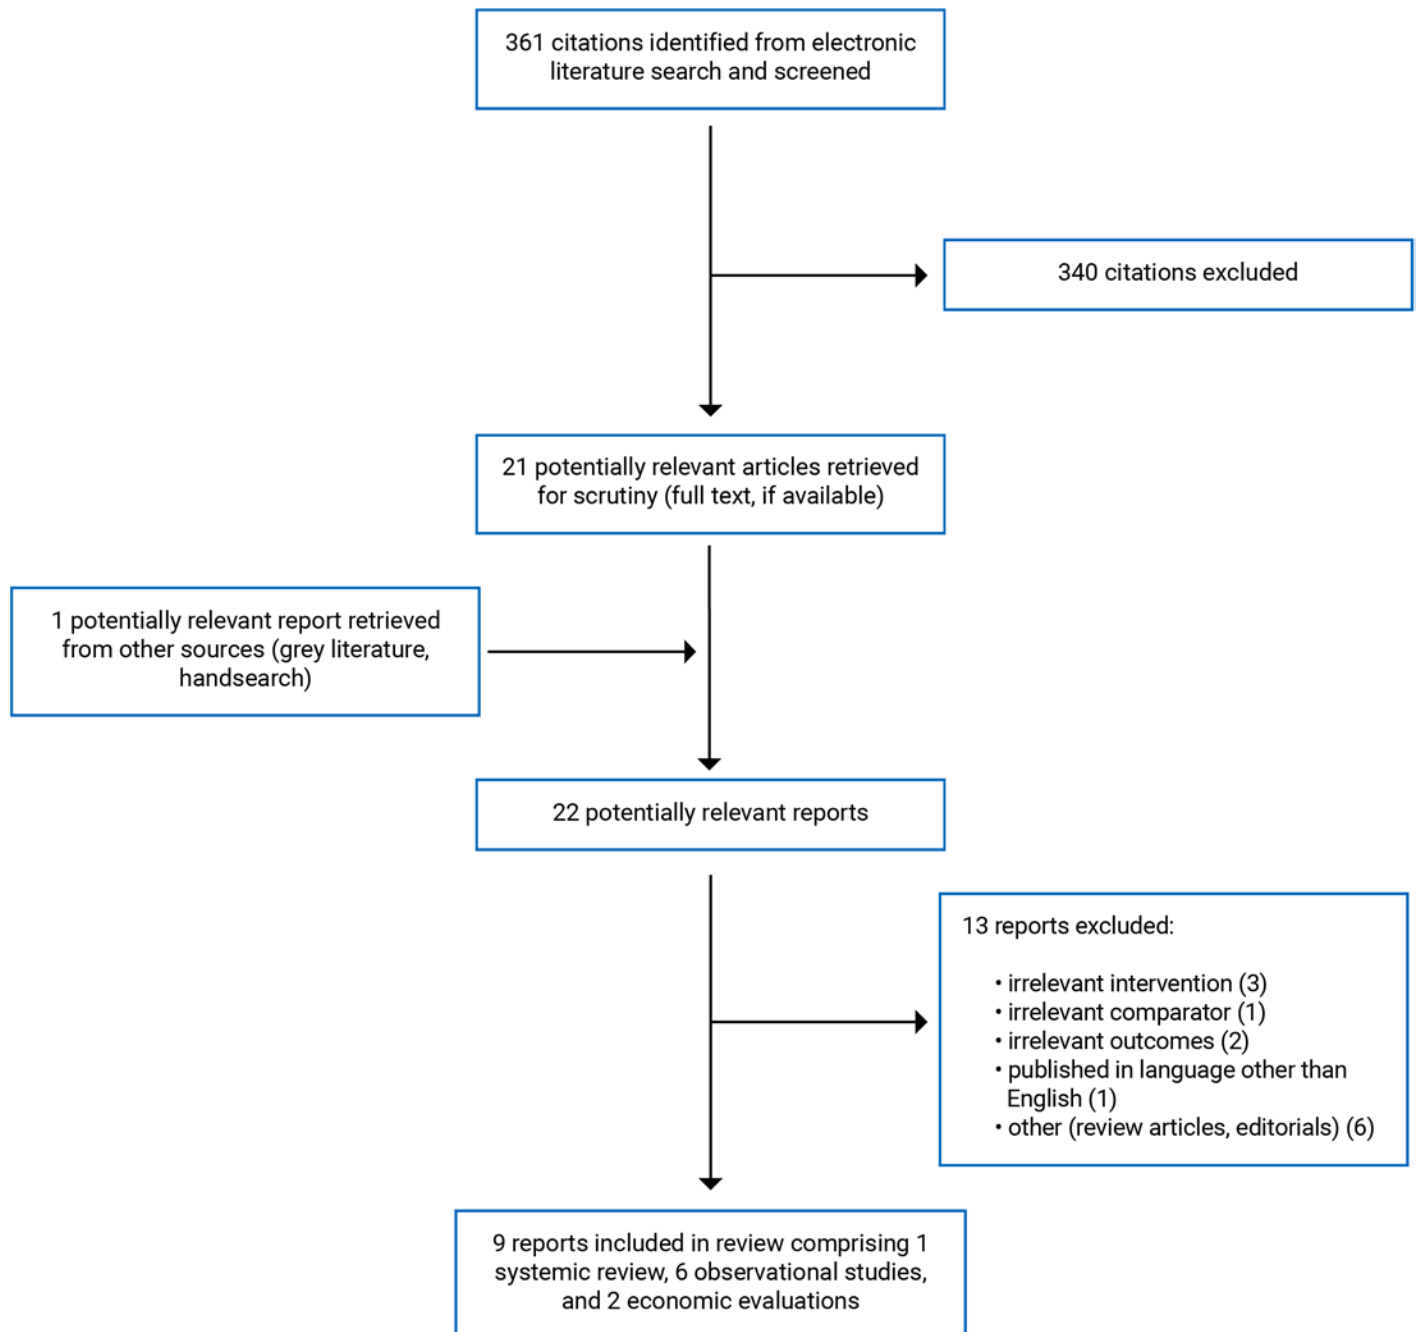 361 citations identified from electronic
literature search and screened
340 citations excluded
21 potentially relevant articles retrieved
for scrutiny (full text, if available)
1 potentially relevant report retrieved
from other sources (grey literature,
handsearch)
22 potentially relevant reports
13 reports excluded:
• irrelevant intervention (3)
• irrelevant comparator (1)
• irrelevant outcomes (2)
• published in language other than
English (1)
• other (review articles, editorials) (6)
9 reports included in review comprising 1
systemic review, 6 observational studies,
and 2 economic evaluations